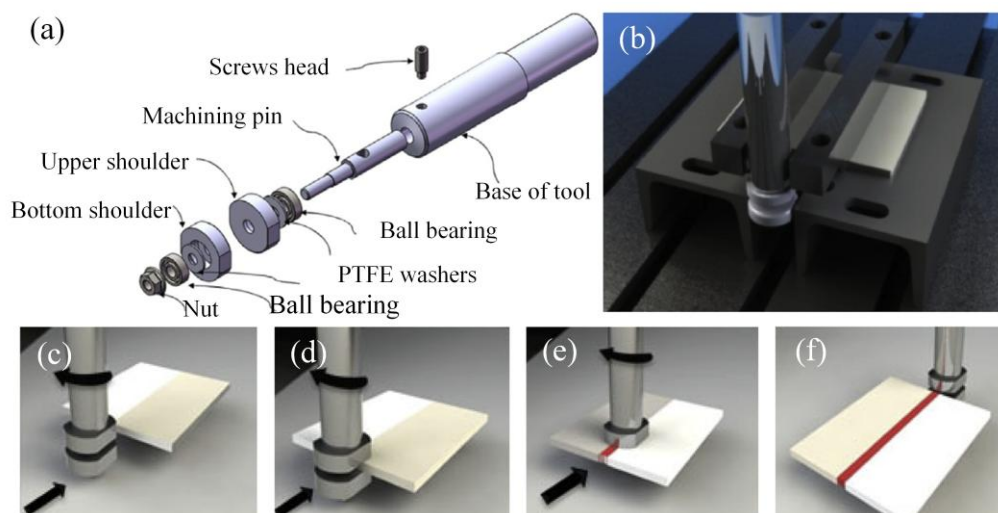 (a)
Screws head
Machining pin
Upper shoulder
Bottom shoulder
Base of tool
Ball bearing
PTFE washers
Ball bearing
Nut
(b)
(c)
(d)
(e)
(f)